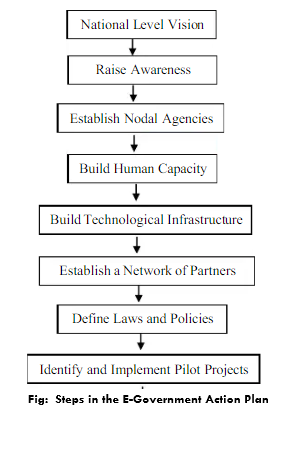 National Level Vision
Raise Awareness
Establish Nodal Agencies
Build Human Capacity
Build Technological Infrastructure
Establish a Network of Partners
Define Laws and Policies
Identify and Implement Pilot Projects
Fig: Steps in the E-Government Action Plan